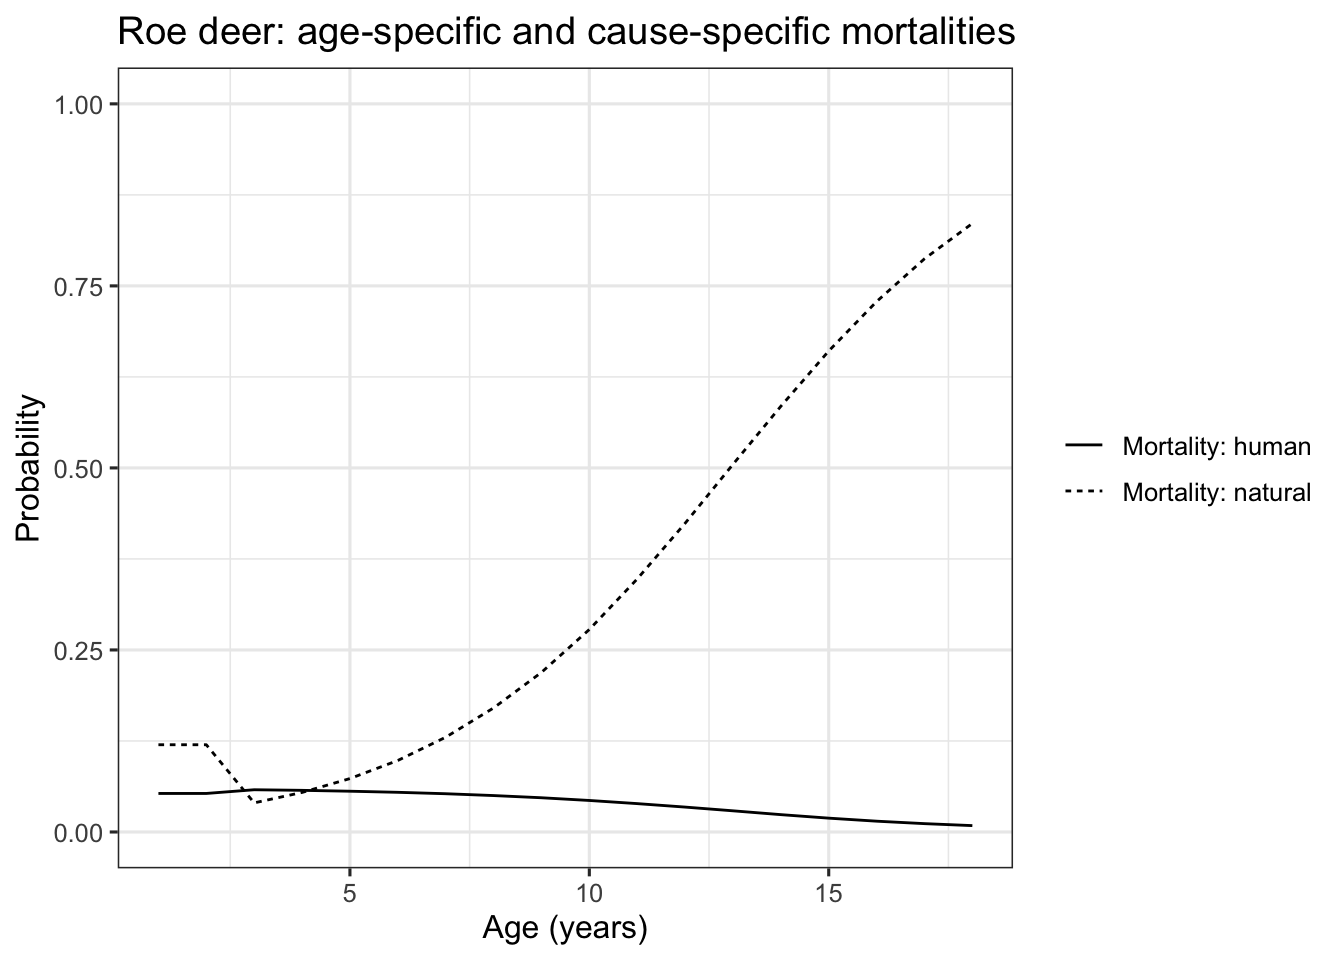 Roe deer: age-specific and cause-specific mortalities
1.00
0.75
0.50
0.25
0.00
Probability
5 10 15
Age (years)
Mortality: human
Mortality: natural